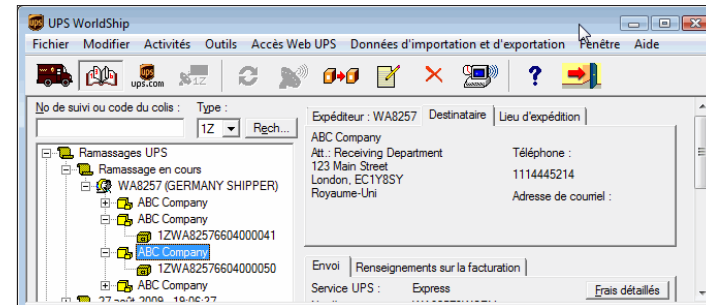 UPS WorldShip
Fichier Modifier Activités Outils Accès Web UPS Données d'importation et d'exportation Fenêtre Aide
ups
ups.com
1Z
?
No de suivi ou code du colis : Type :
1Z Rech...
Ramassages UPS
Ramassage en cours
WA8257 (GERMANY SHIPPER)
ABC Company
ABC Company
1ZWA82576604000041
ABC Company
1ZWA82576604000050
ABC Company
27 août 2009 19:06:37
Expéditeur : WA8257 Destinataire Lieu d'expédition
ABC Company
Att.: Receiving Department Téléphone :
123 Main Street 1114445214
London, EC1Y8SY
Royaume-Uni Adresse de courriel :
Envoi Renseignements sur la facturation
Service UPS : Express Frais détaillés